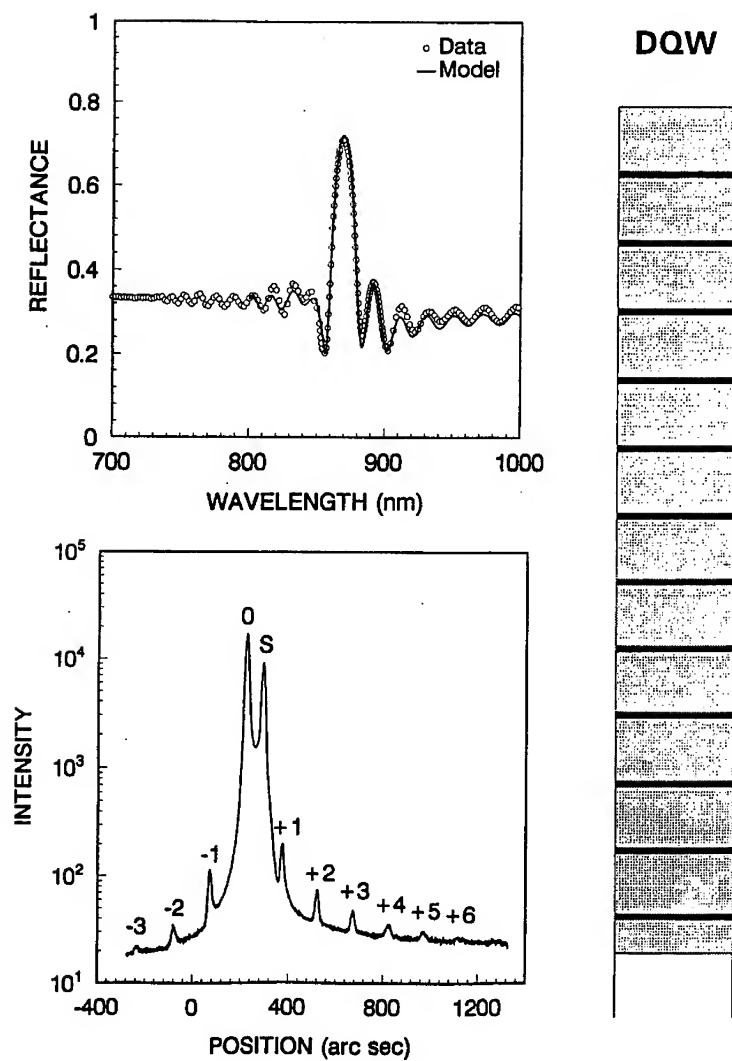 DQW
1
0.8
0.6
0.4
0.2
0
REFLECTANCE
Data
Model
700 800 900 1000
WAVELENGTH (nm)
10^5
10^4
10^3
10^2
10^1
INTENSITY
0
S
-3 -2 -1 +1 +2 +3 +4 +5 +6
-400 0 400 800 1200
POSITION (arc sec)